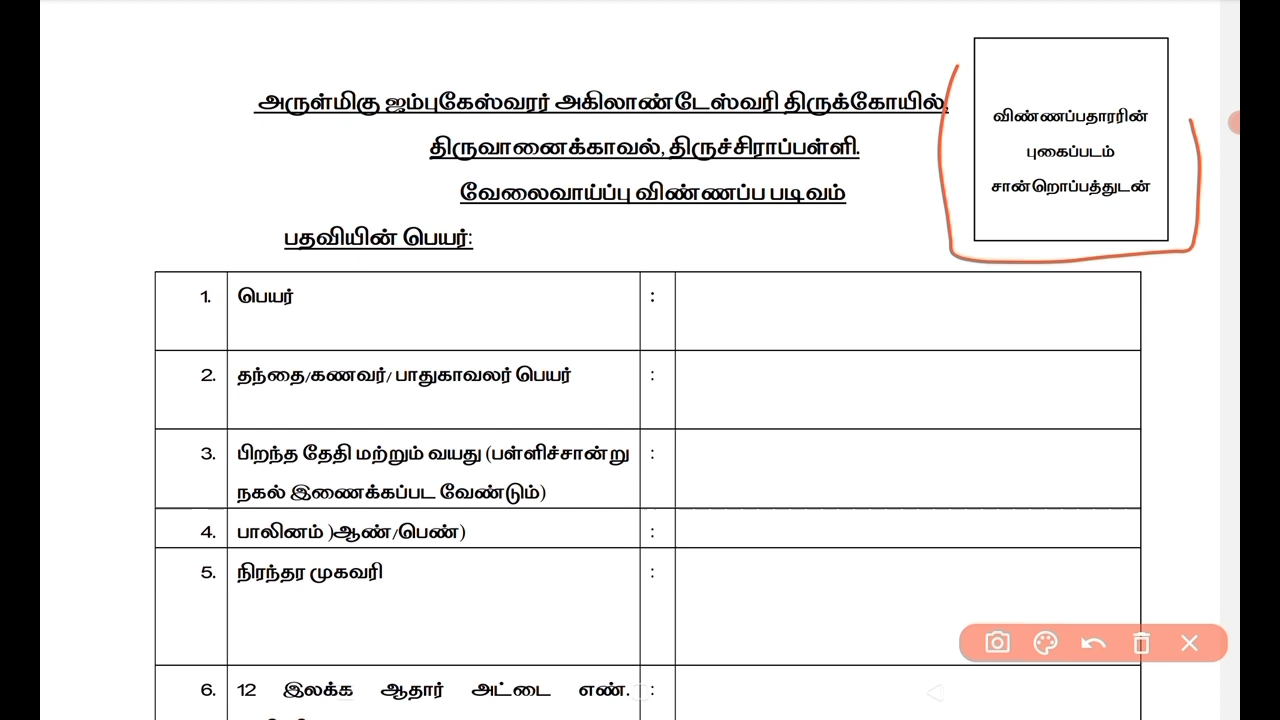 அருள்மிகு ஜம்புகேஸ்வரர் அகிலாண்டேஸ்வரி திருக்கோயில்,
திருவானைக்காவல், திருச்சிராப்பள்ளி.
வேலைவாய்ப்பு விண்ணப்ப படிவம்
பதவியின் பெயர்:
விண்ணப்பதாரரின்
புகைப்படம்
சான்றொப்பத்துடன்
1. பெயர் :
2. தந்தை/கணவர்/ பாதுகாவலர் பெயர் :
3. பிறந்த தேதி மற்றும் வயது (பள்ளிச்சான்று :
நகல் இணைக்கப்பட வேண்டும்)
4. பாலினம் )ஆண்/பெண்) :
5. நிரந்தர முகவரி :
6. 12 இலக்க ஆதார் அட்டை எண். :